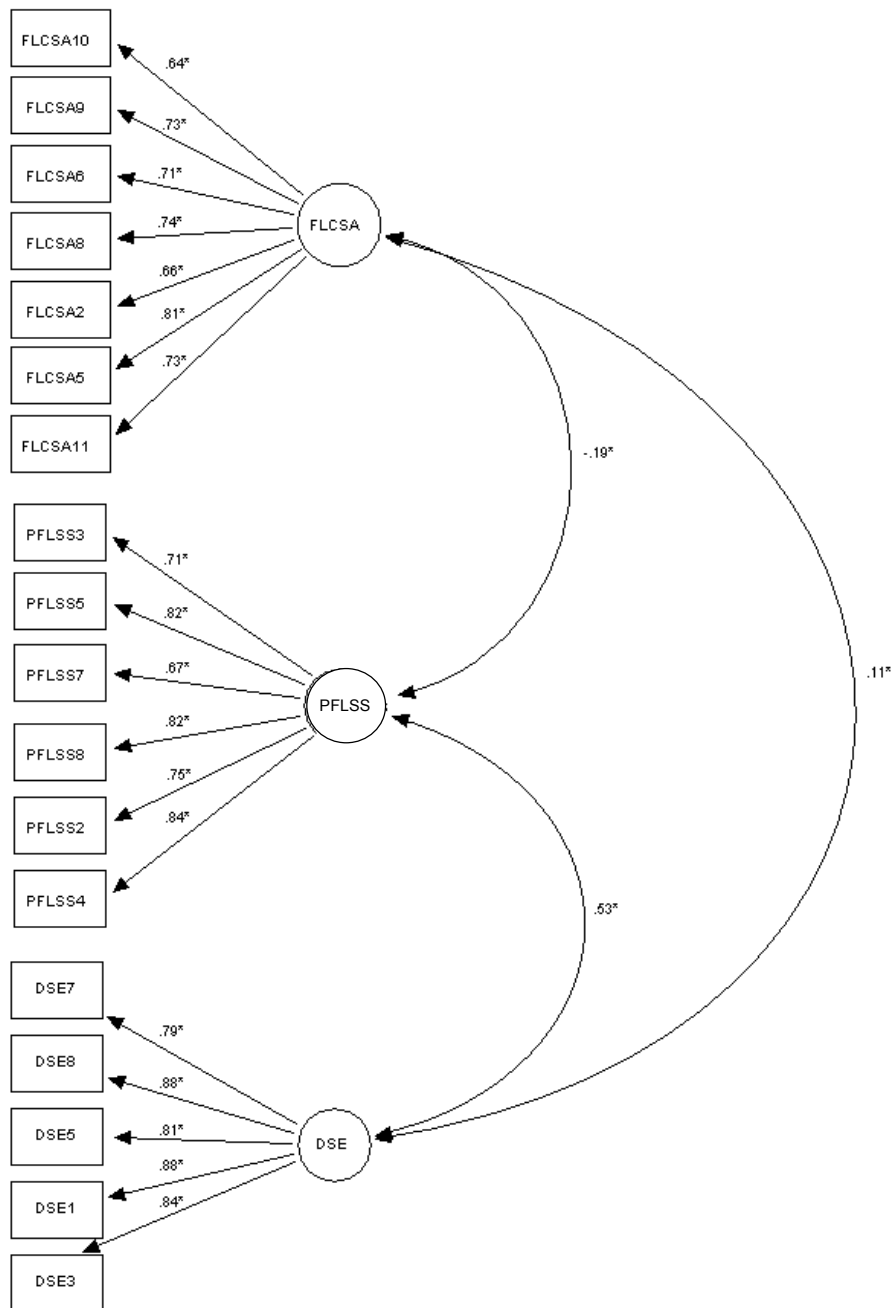 FLCSA10
.64*
FLCSA9
.73*
FLCSA6
.71*
FLCSA8
.74*
FLCSA
FLCSA2
.66*
FLCSA5
.81*
FLCSA11
.73*
-.19*
PFLSS3
.71*
PFLSS5
.82*
PFLSS7
.67*
.11*
PFLSS
PFLSS8
.82*
PFLSS2
.75*
PFLSS4
.84*
.53*
DSE7
.79*
DSE8
.88*
DSE5
.81*
DSE
DSE1
.88*
.84*
DSE3